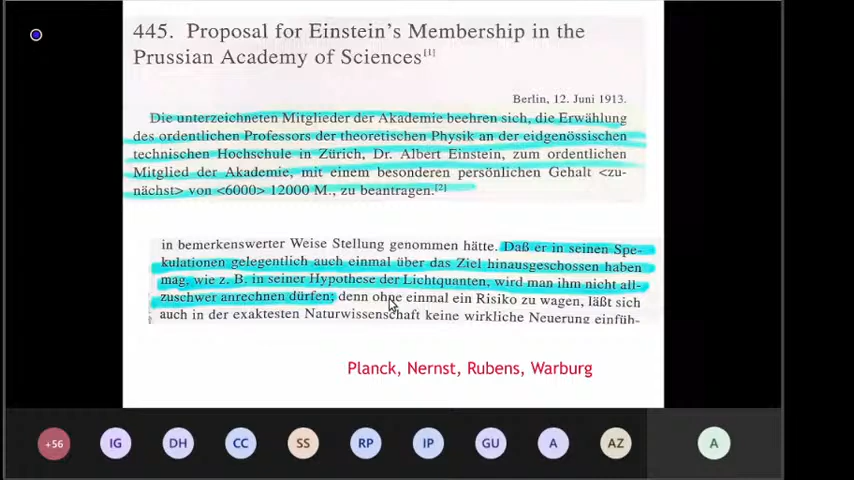 445. Proposal for Einstein's Membership in the
Prussian Academy of Sciences[1]
Berlin, 12. Juni 1913.
Die unterzeichneten Mitglieder der Akademie beehren sich, die Erwählung
des ordentlichen Professors der theoretischen Physik an der eidgenössischen
technischen Hochschule in Zürich, Dr. Albert Einstein, zum ordentlichen
Mitglied der Akademie, mit einem besonderen persönlichen Gehalt <zu-
nächst> von <6000> 12000 M., zu beantragen.[2]
in bemerkenswerter Weise Stellung genommen hätte. Daß er in seinen Spe-
kulationen gelegentlich auch einmal über das Ziel hinausgeschossen haben
mag, wie z. B. in seiner Hypothese der Lichtquanten, wird man ihm nicht all-
zuschwer anrechnen dürfen; denn ohne einmal ein Risiko zu wagen, läßt sich
auch in der exaktesten Naturwissenschaft keine wirkliche Neuerung einfüh-
Planck, Nernst, Rubens, Warburg
+56 IG DH CC SS RP IP GU A AZ A